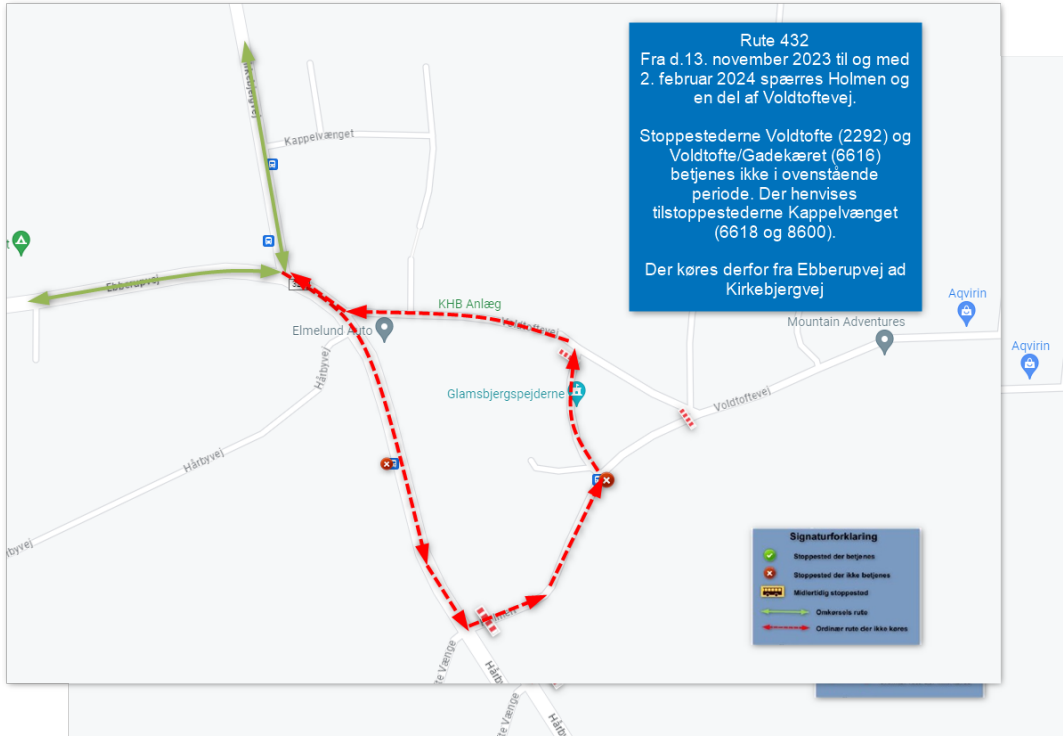 Rute 432
Fra d.13. november 2023 til og med
2. februar 2024 spærres Holmen og
en del af Voldtoftevej.
Stoppestederne Voldtofte (2292) og
Voldtofte/Gadekæret (6616)
betjenes ikke i ovenstående
periode. Der henvises
tilstoppestederne Kappelvænget
(6618 og 8600).
Der køres derfor fra Ebberupvej ad
Kirkebjergvej
Kappelvænget
Ebberupvej
KHB Anlæg
Voldtoftevej
Elmelund Auto
Mountain Adventures
Aqvirin
Aqvirin
Hårbyvej
Glamsbjergspejderne
Voldtoftevej
Hårbyvej
Signaturforklaring
Stoppested der betjenes
Stoppested der ikke betjenes
Midlertidig stoppested
Omkørsels rute
Ordinær rute der ikke køres